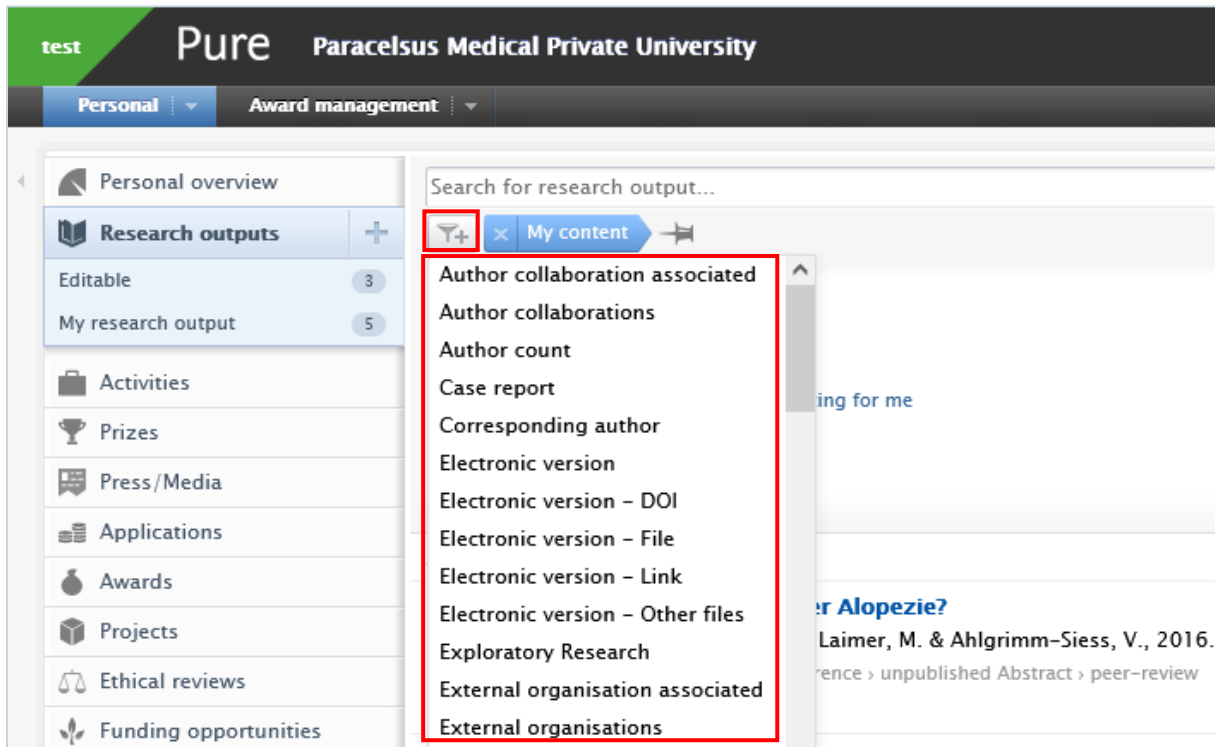 test
Pure
Paracelsus Medical Private University
Personal
Award management
Personal overview
Research outputs
Editable
3
My research output
5
Activities
Prizes
Press/Media
Applications
Awards
Projects
Ethical reviews
Funding opportunities
Search for research output...
My content
Author collaboration associated
Author collaborations
Author count
Case report
Corresponding author
Electronic version
Electronic version – DOI
Electronic version – File
Electronic version – Link
Electronic version – Other files
Exploratory Research
External organisation associated
External organisations
for me
Alopezie?
Laimer, M. & Ahlgrimm-Siess, V., 2016.
› unpublished Abstract › peer-review